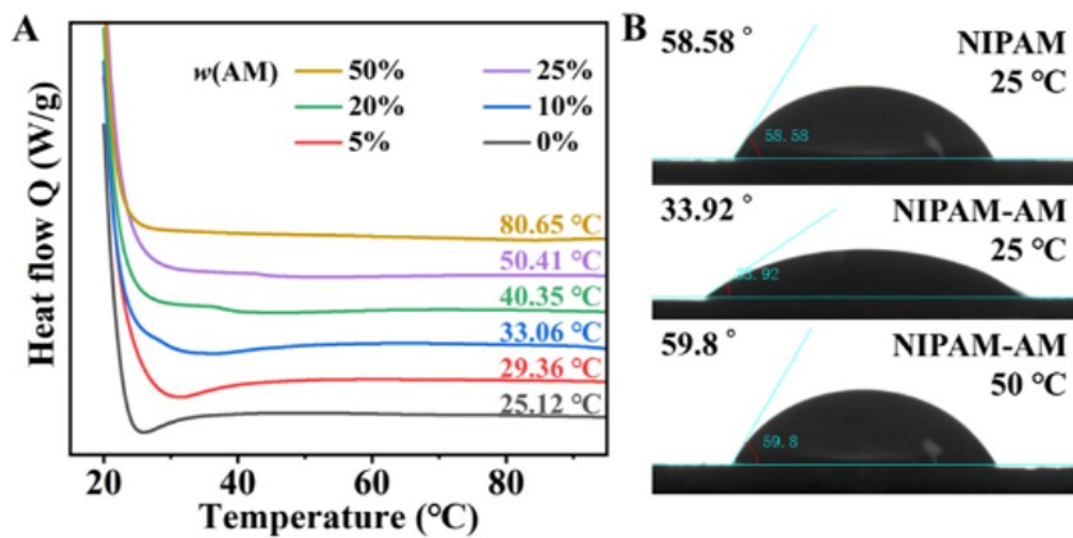 A
w(AM)
50%
25%
20%
10%
5%
0%
Heat flow Q (W/g)
80.65 °C
50.41 °C
40.35 °C
33.06 °C
29.36 °C
25.12 °C
20 40 60 80
Temperature (°C)
B
58.58 °
NIPAM
25 °C
58.58
33.92 °
NIPAM-AM
25 °C
33.92
59.8 °
NIPAM-AM
50 °C
59.8